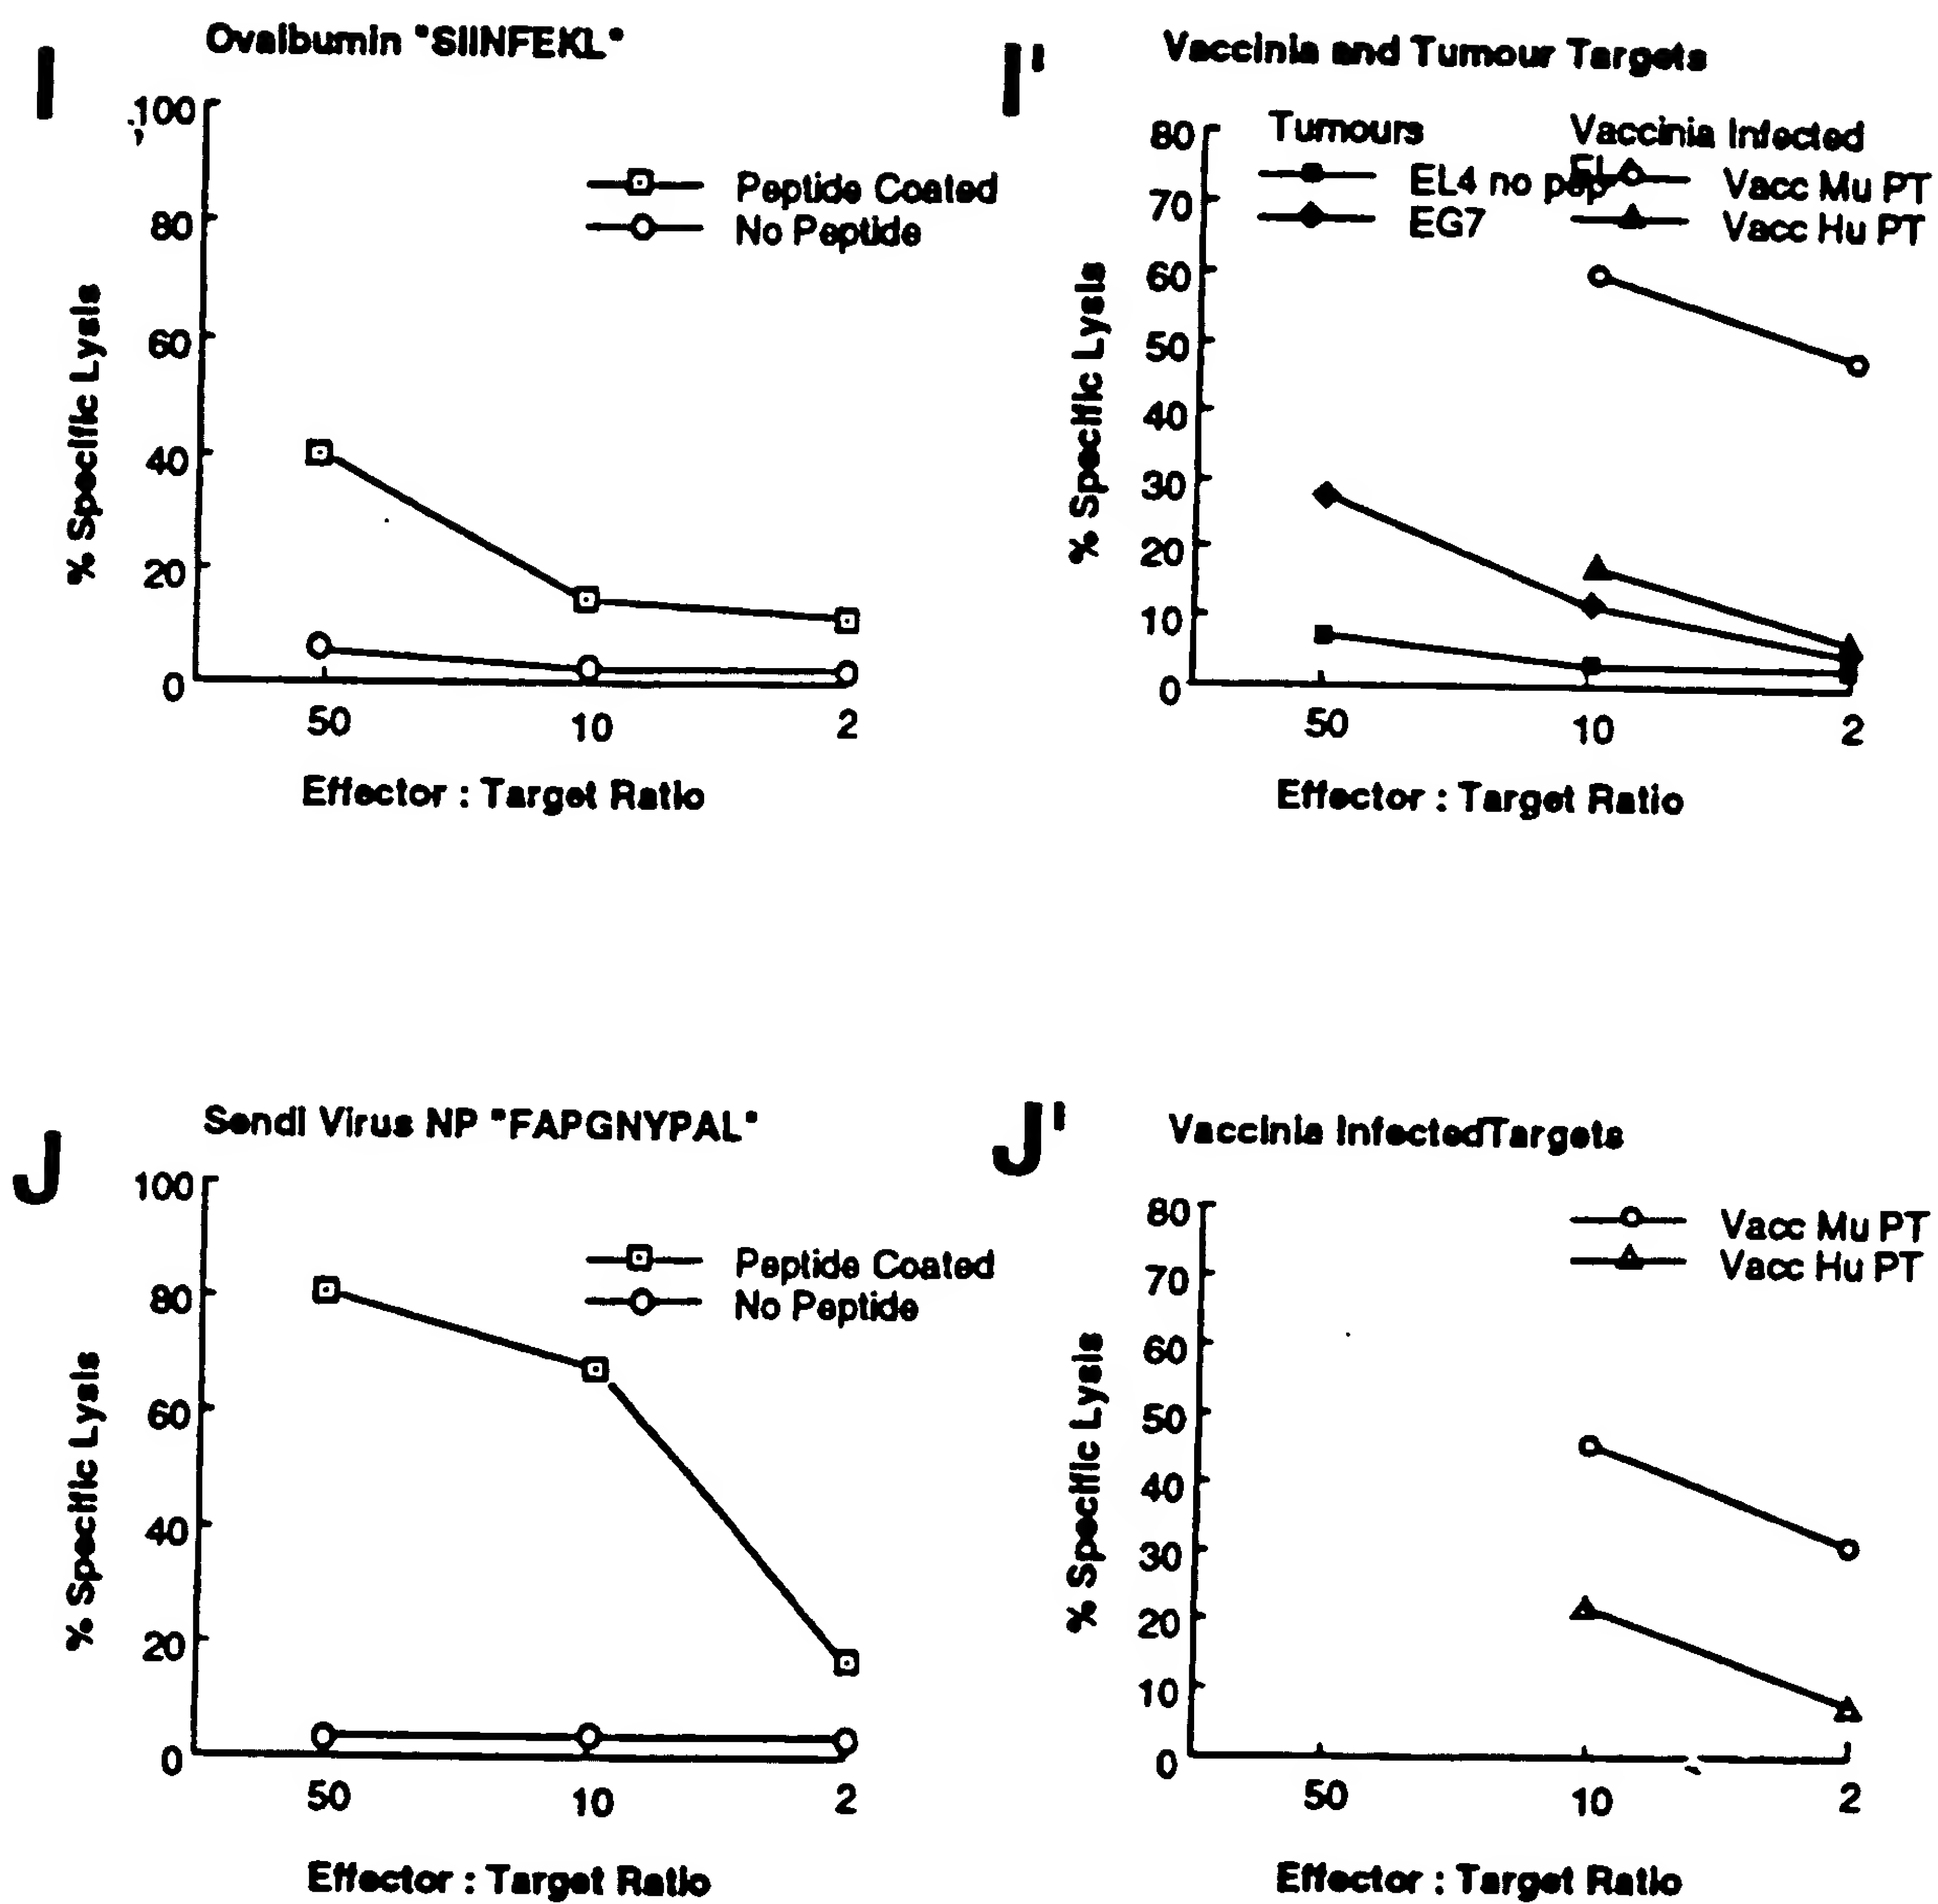 I
Ovalbumin "SIINFEKL"
100
80
60
40
20
0
% Specific Lysis
Peptide Coated
No Peptide
50 10 2
Effector : Target Ratio
I'
Vaccinia and Tumour Targets
80
70
60
50
40
30
20
10
0
% Specific Lysis
Tumours
EL4 no pep
EG7
Vaccinia Infected
Vacc Mu PT
Vacc Hu PT
50 10 2
Effector : Target Ratio
J
Sendi Virus NP "FAPGNYPAL"
100
80
60
40
20
0
% Specific Lysis
Peptide Coated
No Peptide
50 10 2
Effector : Target Ratio
J'
Vaccinia InfectedTargets
80
70
60
50
40
30
20
10
0
% Specific Lysis
Vacc Mu PT
Vacc Hu PT
50 10 2
Effector : Target Ratio